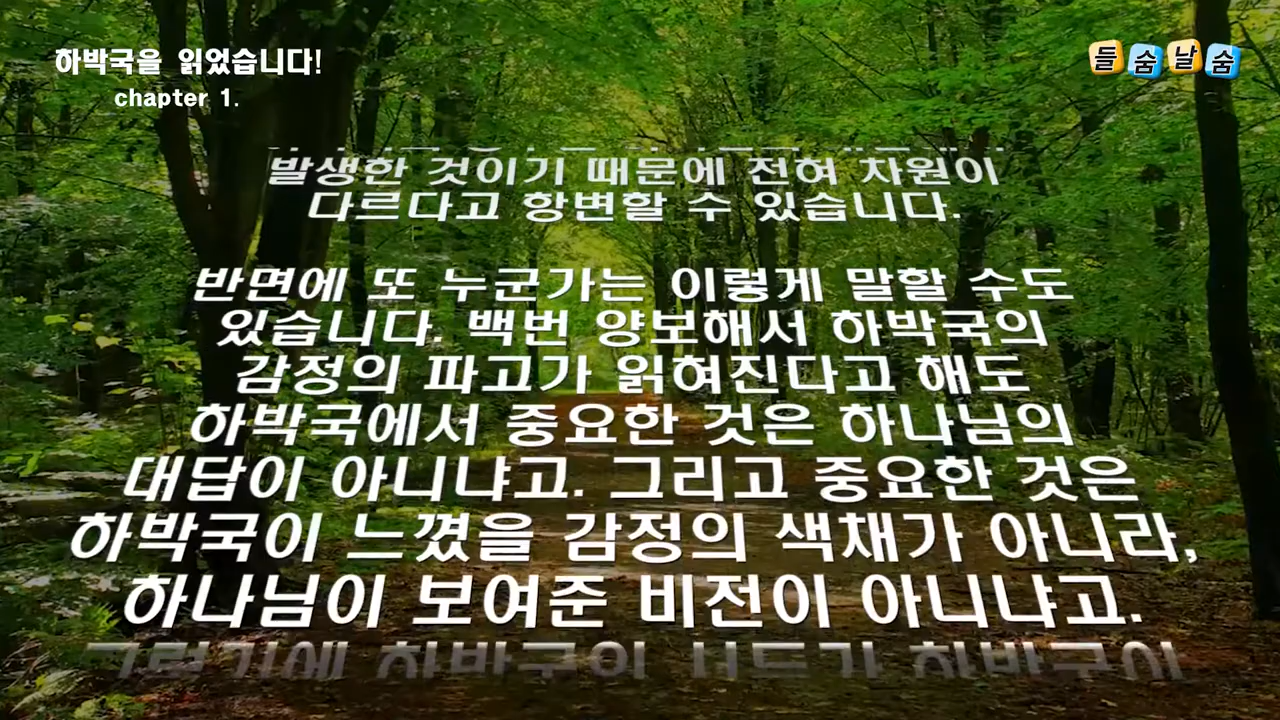 하박국을 읽었습니다!
chapter 1.
들숨날숨
발생한 것이기 때문에 전혀 차원이
다르다고 항변할 수 있습니다.
반면에 또 누군가는 이렇게 말할 수도
있습니다. 백번 양보해서 하박국의
감정의 파고가 읽혀진다고 해도
하박국에서 중요한 것은 하나님의
대답이 아니냐고. 그리고 중요한 것은
하박국이 느꼈을 감정의 색채가 아니라,
하나님이 보여준 비전이 아니냐고.